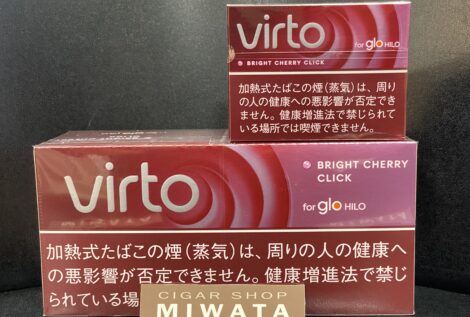 virto
for glo HILO
BRIGHT CHERRY CLICK
加熱式たばこの煙(蒸気)は、周り
の人の健康への悪影響が否定でき
ません。健康増進法で禁じられて
いる場所では喫煙できません。
virto
BRIGHT CHERRY
CLICK
for glo HILO
加熱式たばこの煙(蒸気)は、周りの人の健康へ
の悪影響が否定できません。健康増進法で禁じ
られている場
CIGAR SHOP
MIWATA